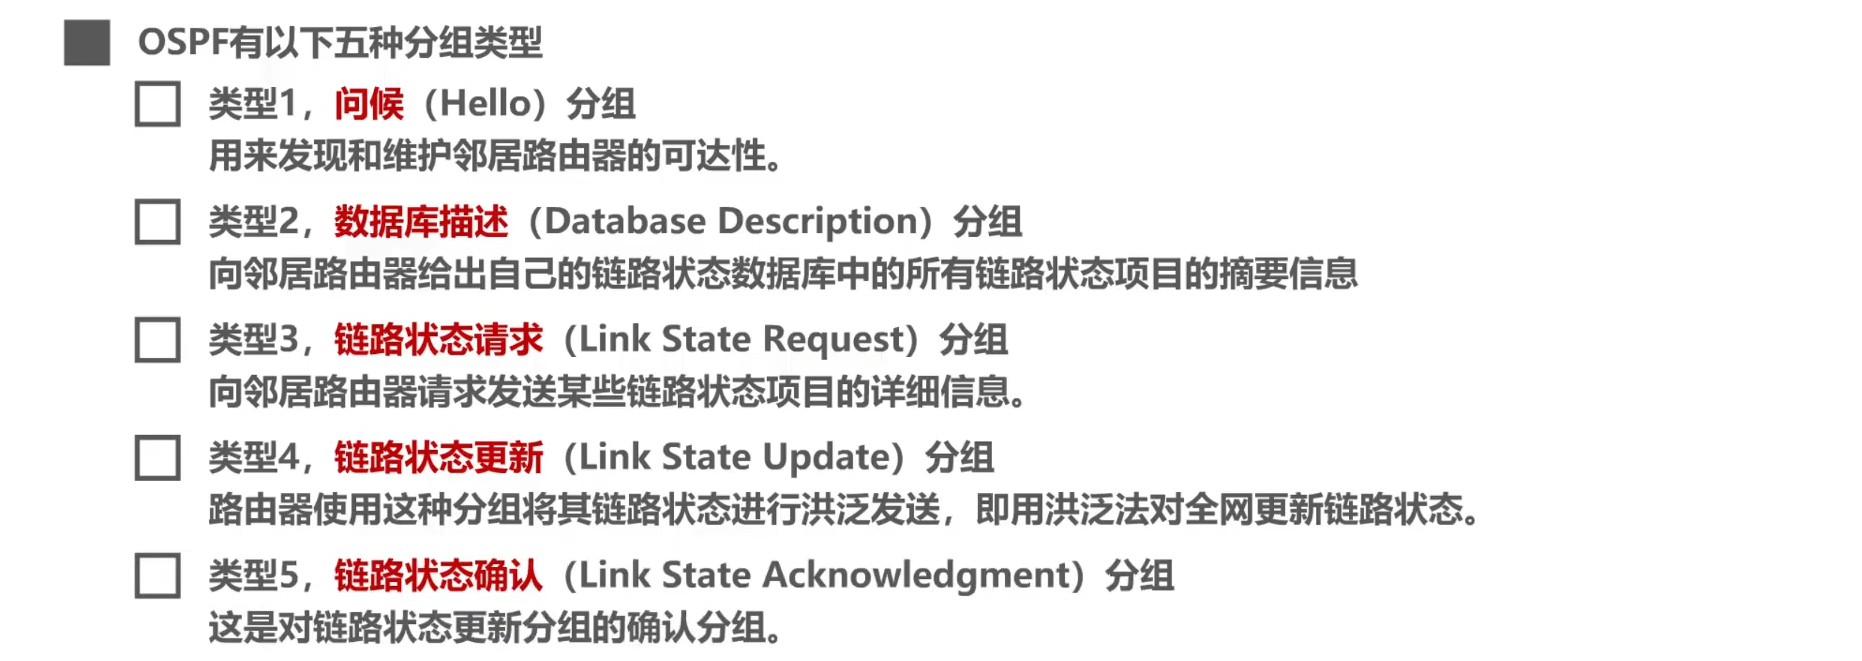 OSPF有以下五种分组类型
类型1，问候（Hello）分组
用来发现和维护邻居路由器的可达性。
类型2，数据库描述（Database Description）分组
向邻居路由器给出自己的链路状态数据库中的所有链路状态项目的摘要信息
类型3，链路状态请求（Link State Request）分组
向邻居路由器请求发送某些链路状态项目的详细信息。
类型4，链路状态更新（Link State Update）分组
路由器使用这种分组将其链路状态进行洪泛发送，即用洪泛法对全网更新链路状态。
类型5，链路状态确认（Link State Acknowledgment）分组
这是对链路状态更新分组的确认分组。